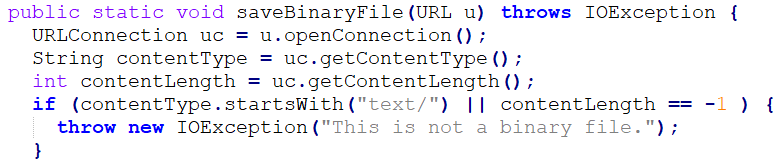 public static void saveBinaryFile(URL u) throws IOException {
URLConnection uc = u.openConnection();
String contentType = uc.getContentType();
int contentLength = uc.getContentLength();
if (contentType.startsWith("text/") || contentLength == -1 ) {
throw new IOException("This is not a binary file.");
}